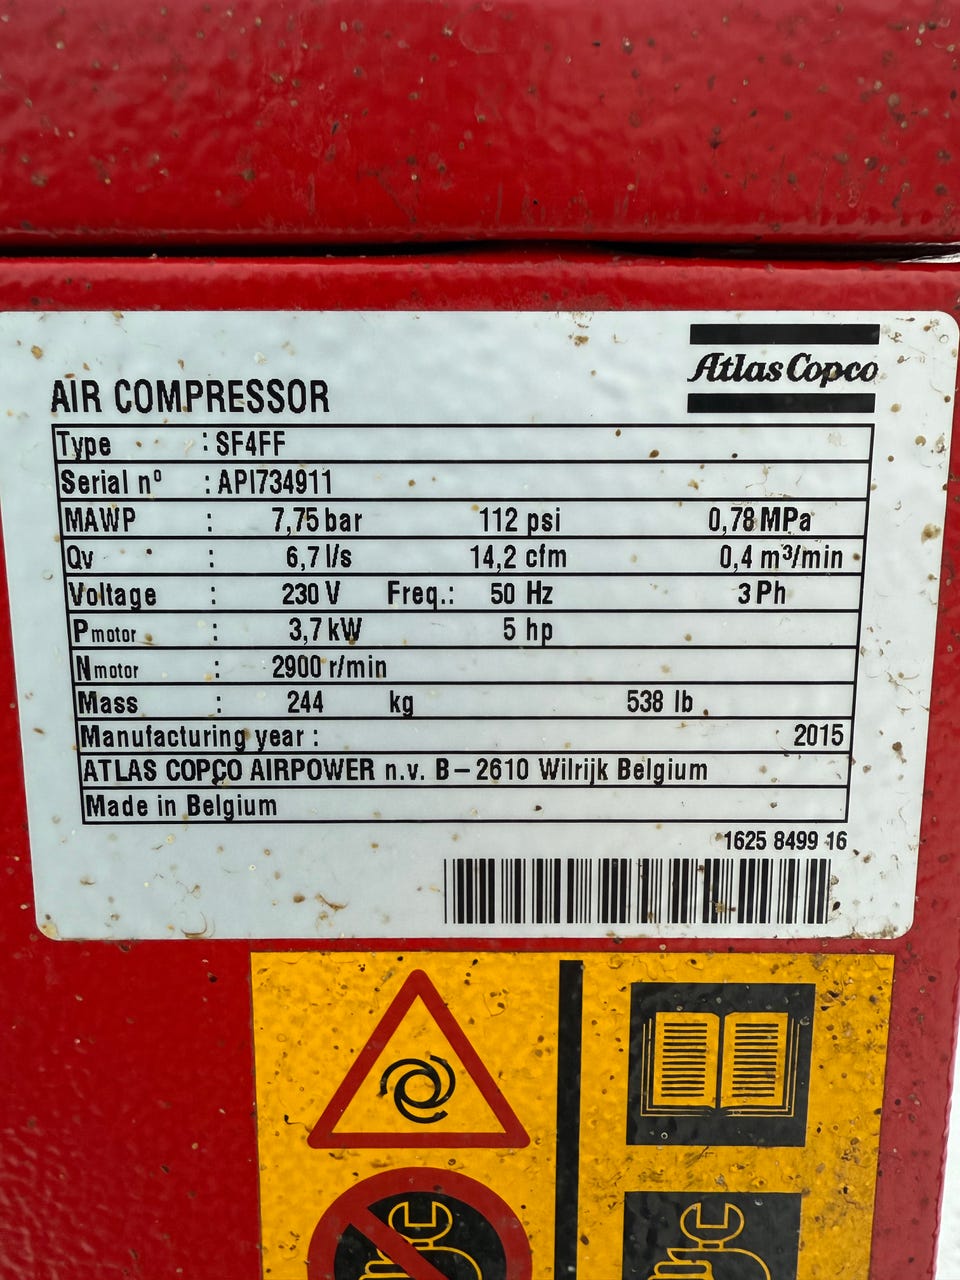 Atlas Copco
AIR COMPRESSOR
Type : SF4FF
Serial nº : API734911
MAWP : 7,75 bar 112 psi 0,78 MPa
Qv : 6,7 l/s 14,2 cfm 0,4 m³/min
Voltage : 230 V Freq.: 50 Hz 3 Ph
Pmotor : 3,7 kW 5 hp
Nmotor : 2900 r/min
Mass : 244 kg 538 lb
Manufacturing year : 2015
ATLAS COPCO AIRPOWER n.v. B-2610 Wilrijk Belgium
Made in Belgium
1625 8499 16